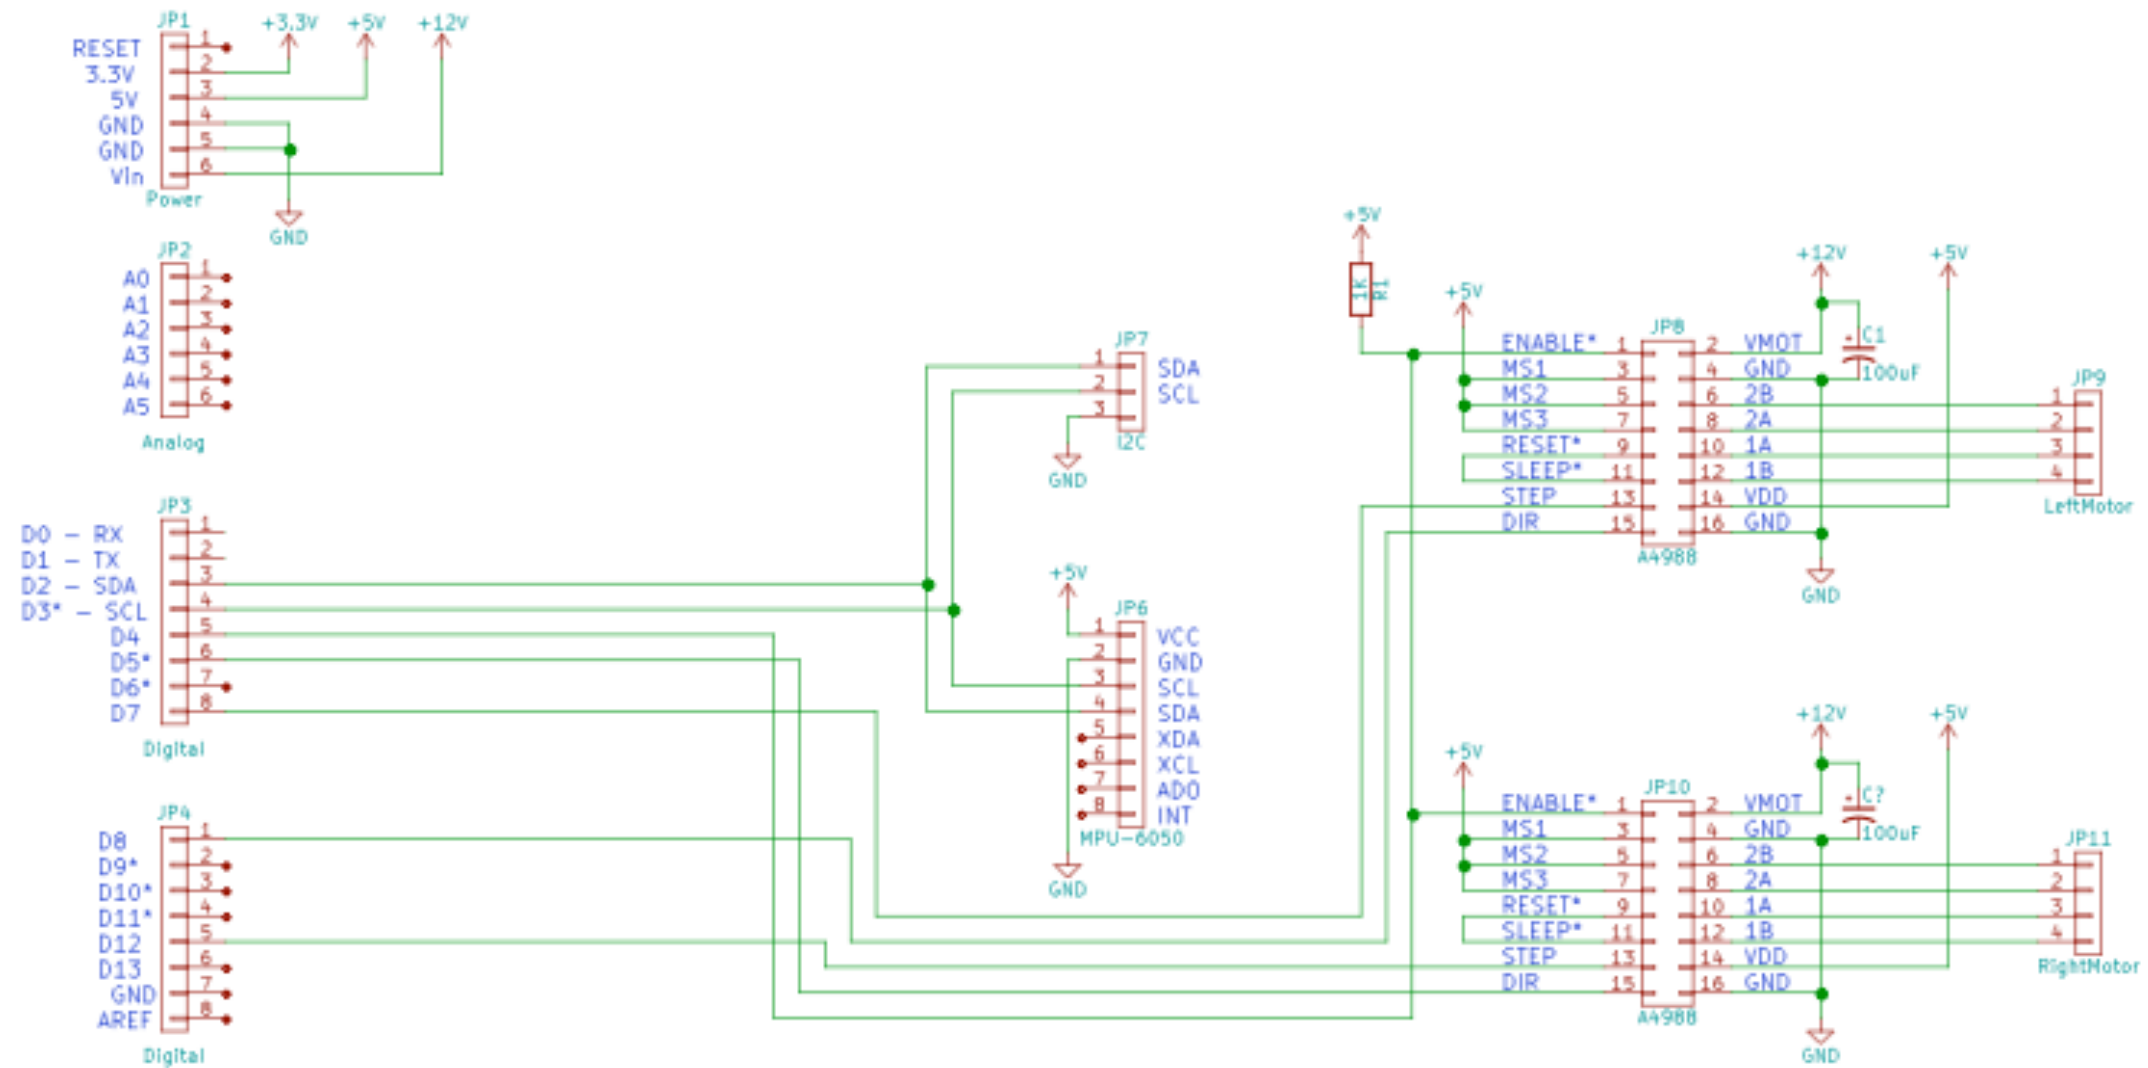 JP1
+3.3V +5V +12V
RESET 1
3.3V 2
5V 3
GND 4
GND 5
Vin 6
Power
GND
JP2
A0 1
A1 2
A2 3
A3 4
A4 5
A5 6
Analog
JP3
D0 - RX 1
D1 - TX 2
D2 - SDA 3
D3* - SCL 4
D4 5
D5* 6
D6* 7
D7 8
Digital
JP4
D8 1
D9* 2
D10* 3
D11* 4
D12 5
D13 6
GND 7
AREF 8
Digital
JP7
1 SDA
2 SCL
3
I2C
GND
+5V
JP6
1 VCC
2 GND
3 SCL
4 SDA
5 XDA
6 XCL
7 ADO
8 INT
MPU-6050
GND
+5V
1K R1
+5V
+12V +5V
JP8
ENABLE* 1 2 VMOT
MS1 3 4 GND
MS2 5 6 2B
MS3 7 8 2A
RESET* 9 10 1A
SLEEP* 11 12 1B
STEP 13 14 VDD
DIR 15 16 GND
A4988
C1
100uF
GND
JP9
1
2
3
4
LeftMotor
+5V
+12V +5V
JP10
ENABLE* 1 2 VMOT
MS1 3 4 GND
MS2 5 6 2B
MS3 7 8 2A
RESET* 9 10 1A
SLEEP* 11 12 1B
STEP 13 14 VDD
DIR 15 16 GND
A4988
C?
100uF
GND
JP11
1
2
3
4
RightMotor